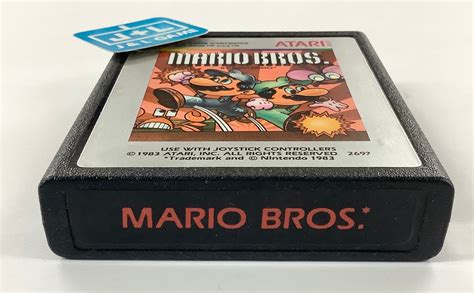 J&L GAME
ATARI
MARIO BROS.
USE WITH JOYSTICK CONTROLLERS
©1983 ATARI, INC. ALL RIGHTS RESERVED 2697
*Trademark and © Nintendo 1983
MARIO BROS.*